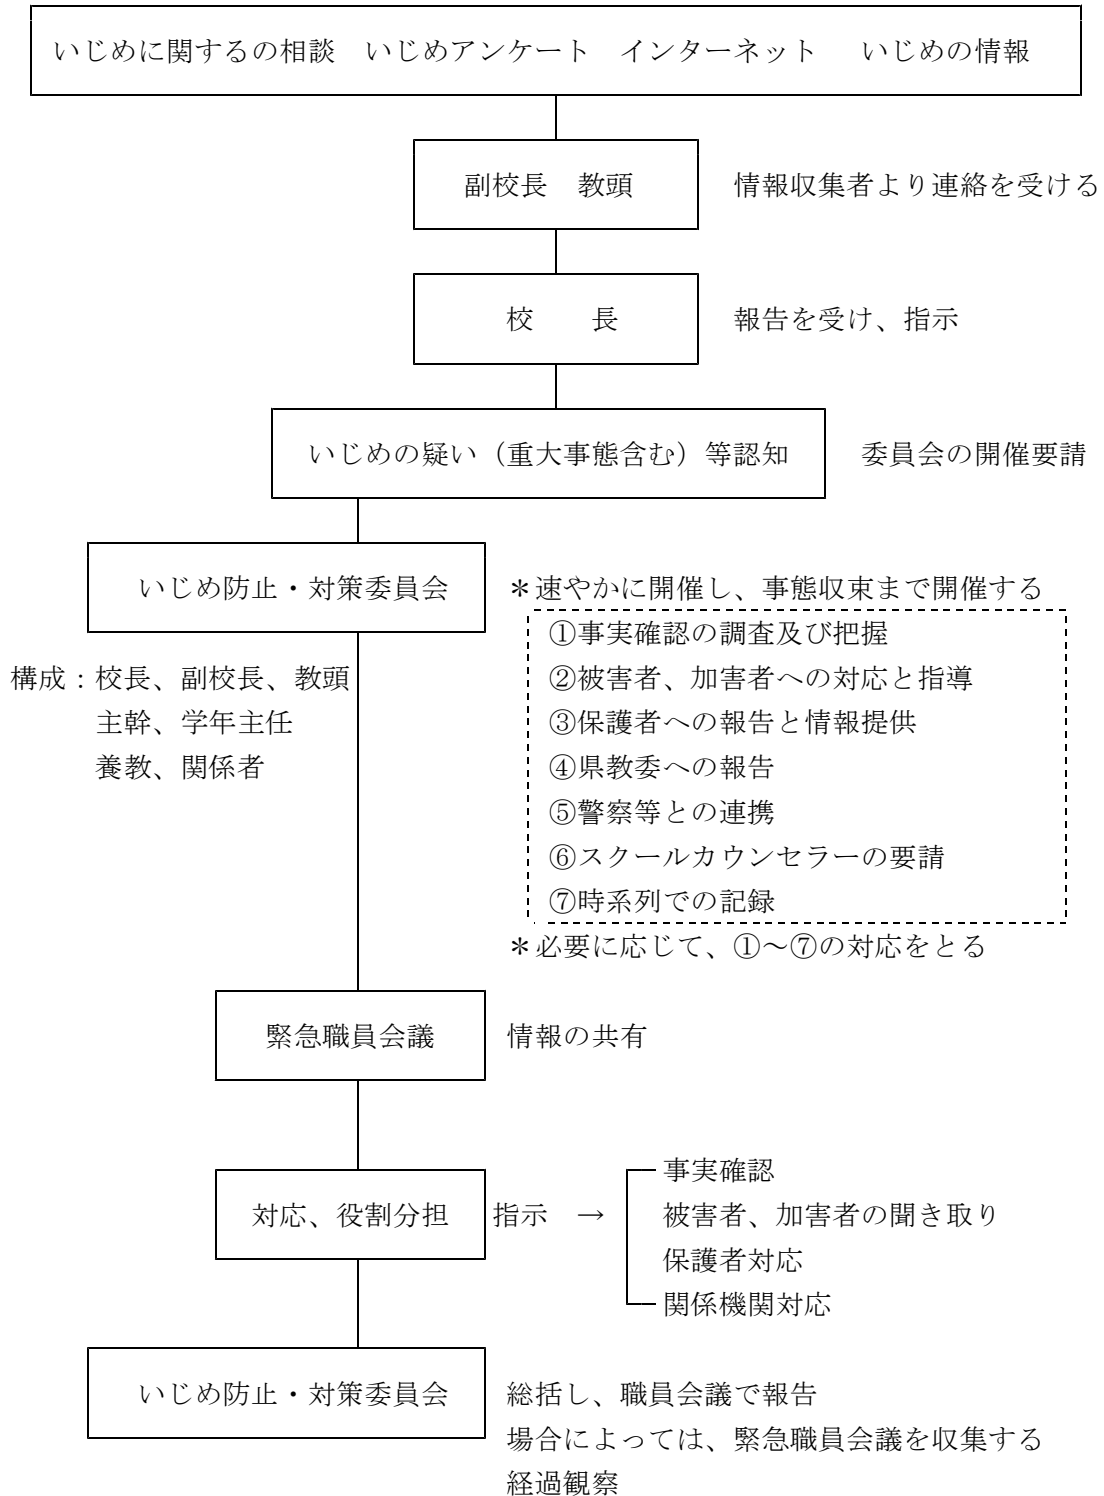 いじめに関するの相談　いじめアンケート　インターネット　いじめの情報
副校長　教頭　情報収集者より連絡を受ける
校　長　報告を受け、指示
いじめの疑い（重大事態含む）等認知　委員会の開催要請
いじめ防止・対策委員会　＊速やかに開催し、事態収束まで開催する
①事実確認の調査及び把握
構成：校長、副校長、教頭　②被害者、加害者への対応と指導
主幹、学年主任　③保護者への報告と情報提供
養教、関係者　④県教委への報告
⑤警察等との連携
⑥スクールカウンセラーの要請
⑦時系列での記録
＊必要に応じて、①～⑦の対応をとる
緊急職員会議　情報の共有
事実確認
対応、役割分担　指示　→　被害者、加害者の聞き取り
保護者対応
関係機関対応
いじめ防止・対策委員会　総括し、職員会議で報告
場合によっては、緊急職員会議を収集する
経過観察